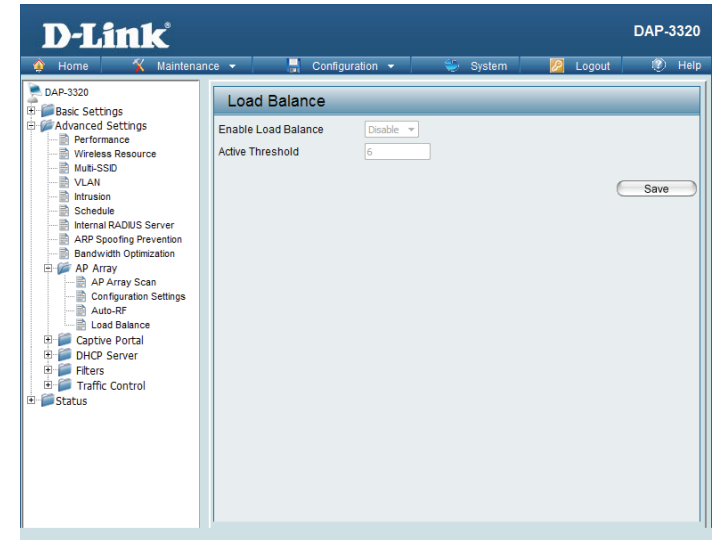 D-Link
DAP-3320
Home
Maintenance
Configuration
System
Logout
Help
DAP-3320
Basic Settings
Advanced Settings
Performance
Wireless Resource
Multi-SSID
VLAN
Intrusion
Schedule
Internal RADIUS Server
ARP Spoofing Prevention
Bandwidth Optimization
AP Array
AP Array Scan
Configuration Settings
Auto-RF
Load Balance
Captive Portal
DHCP Server
Filters
Traffic Control
Status
Load Balance
Enable Load Balance Disable
Active Threshold 6
Save